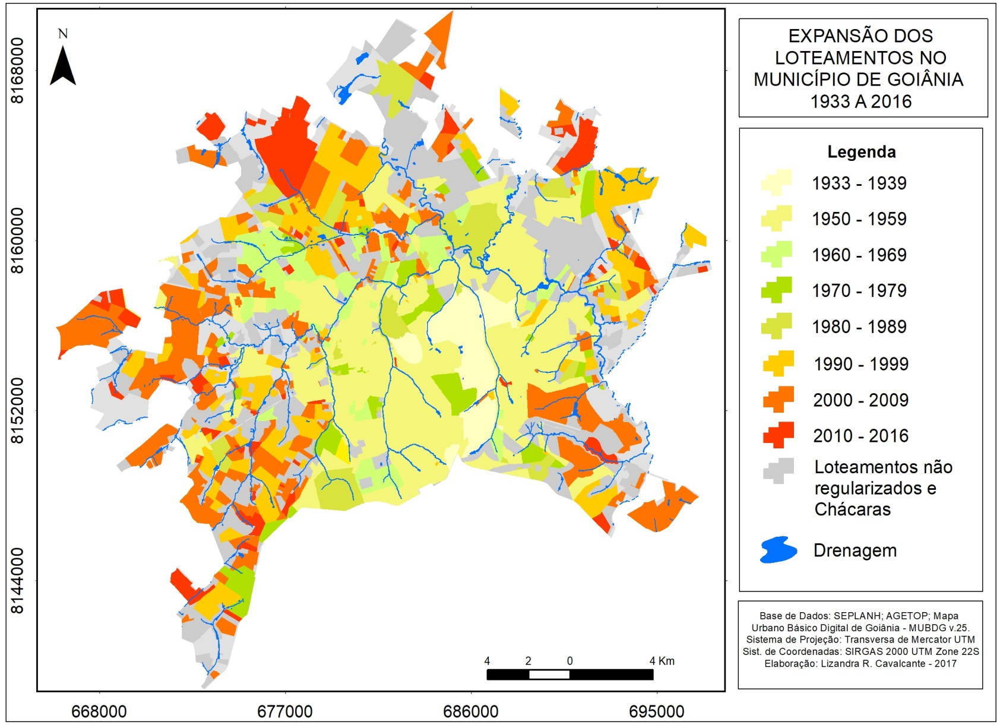 EXPANSÃO DOS
LOTEAMENTOS NO
MUNICÍPIO DE GOIÂNIA
1933 A 2016
N
8168000
8160000
8152000
8144000
668000
677000
686000
695000
4 2 0 4 Km
Legenda
1933 - 1939
1950 - 1959
1960 - 1969
1970 - 1979
1980 - 1989
1990 - 1999
2000 - 2009
2010 - 2016
Loteamentos não
regularizados e
Chácaras
Drenagem
Base de Dados: SEPLANH; AGETOP; Mapa
Urbano Básico Digital de Goiânia - MUBDG v.25.
Sistema de Projeção: Transversa de Mercator UTM
Sist. de Coordenadas: SIRGAS 2000 UTM Zone 22S
Elaboração: Lizandra R. Cavalcante - 2017